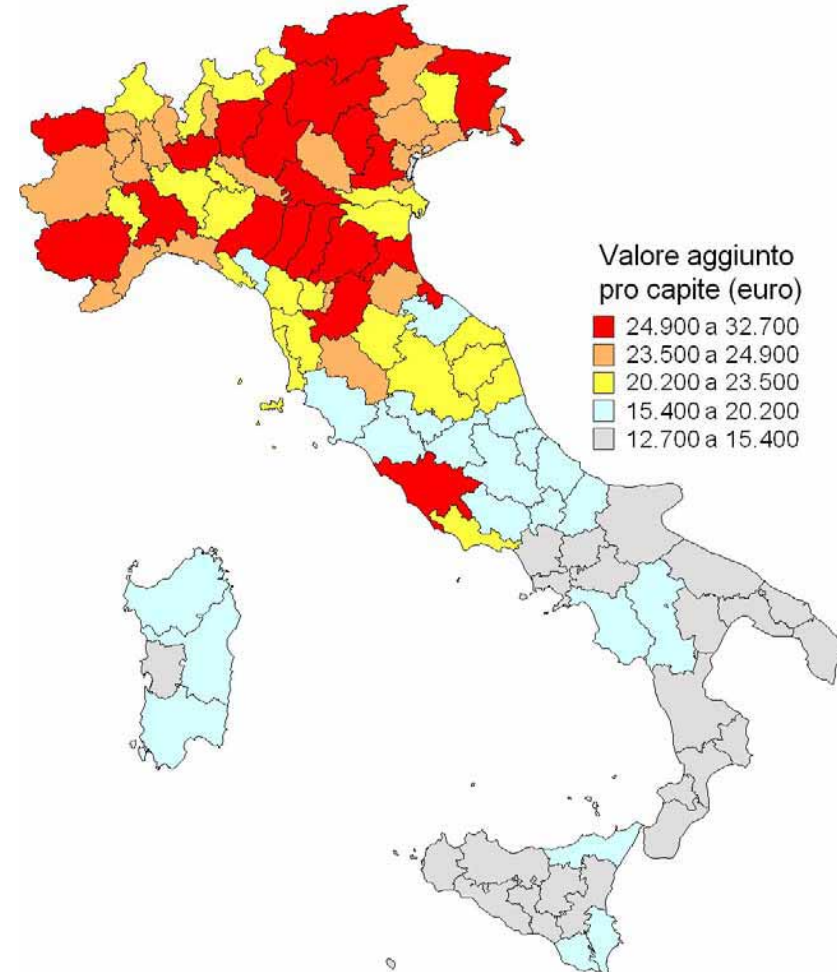 Valore aggiunto
pro capite (euro)
24.900 a 32.700
23.500 a 24.900
20.200 a 23.500
15.400 a 20.200
12.700 a 15.400